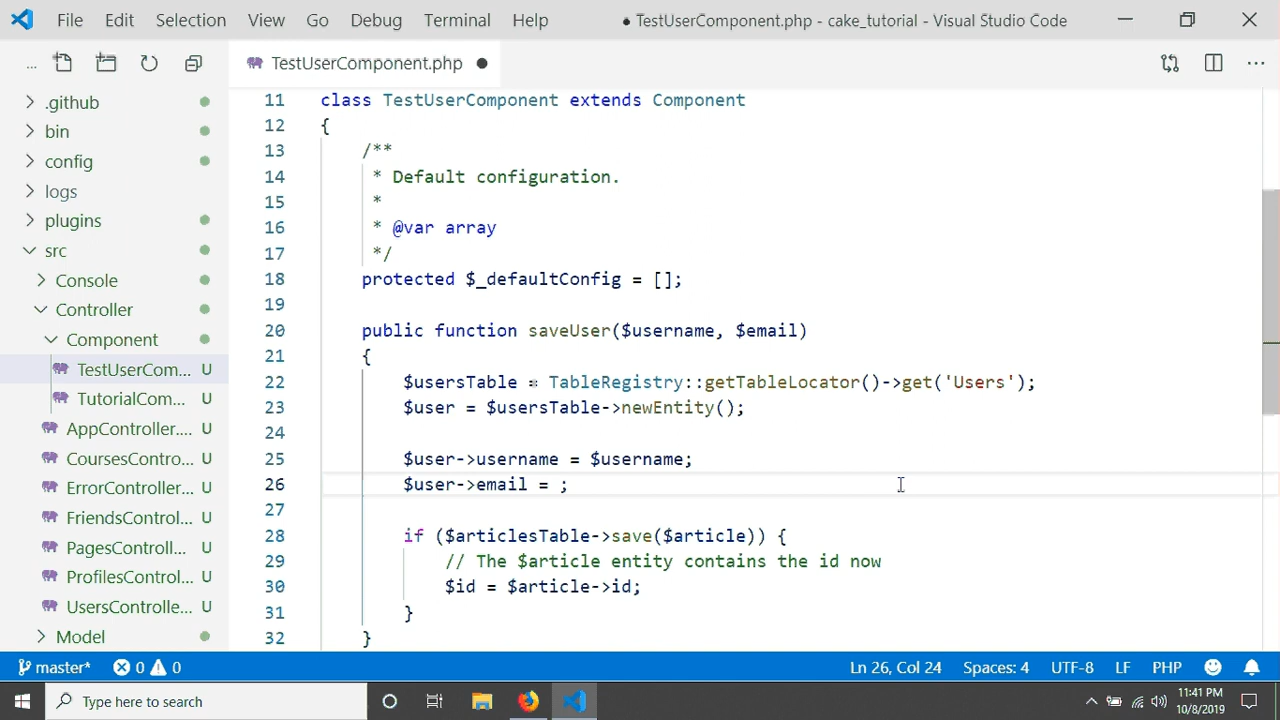 File Edit Selection View Go Debug Terminal Help ● TestUserComponent.php - cake_tutorial - Visual Studio Code
... TestUserComponent.php ● ...
.github
bin
config
logs
plugins
src
Console
Controller
Component
TestUserCom... U
TutorialCom... U
AppController.... U
CoursesContro... U
ErrorController... U
FriendsControl... U
PagesControll... U
ProfilesControl... U
UsersControlle... U
Model
11 class TestUserComponent extends Component
12 {
13 /**
14 * Default configuration.
15 *
16 * @var array
17 */
18 protected $_defaultConfig = [];
19
20 public function saveUser($username, $email)
21 {
22 $usersTable = TableRegistry::getTableLocator()->get('Users');
23 $user = $usersTable->newEntity();
24
25 $user->username = $username;
26 $user->email = ;
27
28 if ($articlesTable->save($article)) {
29 // The $article entity contains the id now
30 $id = $article->id;
31 }
32 }
master* 0 0 Ln 26, Col 24 Spaces: 4 UTF-8 LF PHP
Type here to search 11:41 PM
10/8/2019